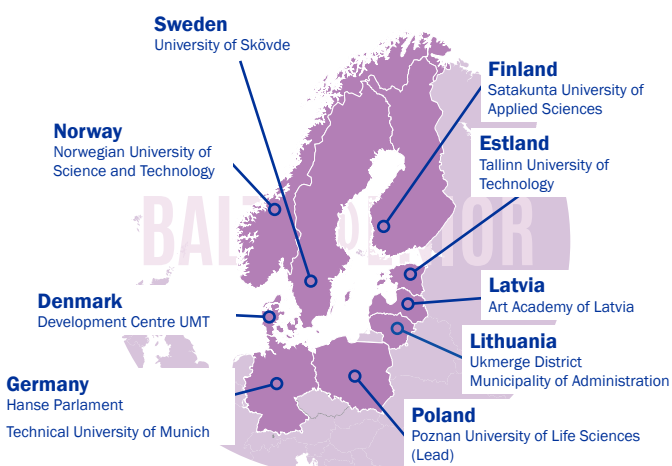 Sweden
University of Skövde
Finland
Satakunta University of
Applied Sciences
Norway
Norwegian University of
Science and Technology
Estland
Tallinn University of
Technology
Denmark
Development Centre UMT
Latvia
Art Academy of Latvia
Lithuania
Ukmerge District
Municipality of Administration
Germany
Hanse Parlament
Technical University of Munich
Poland
Poznan University of Life Sciences
(Lead)